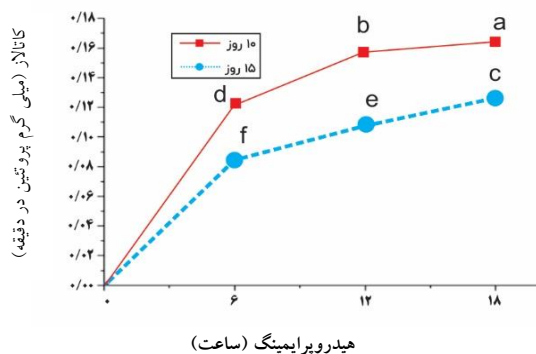 کاتالاز (میلی گرم پروتئین در دقیقه)
۰/۱۸
۰/۱۶
۰/۱۴
۰/۱۲
۰/۱۰
۰/۰۸
۰/۰۶
۰/۰۴
۰/۰۲
۰/۰۰
۱۰ روز
۱۵ روز
a
b
c
d
e
f
۰ ۶ ۱۲ ۱۸
هیدروپرایمینگ (ساعت)